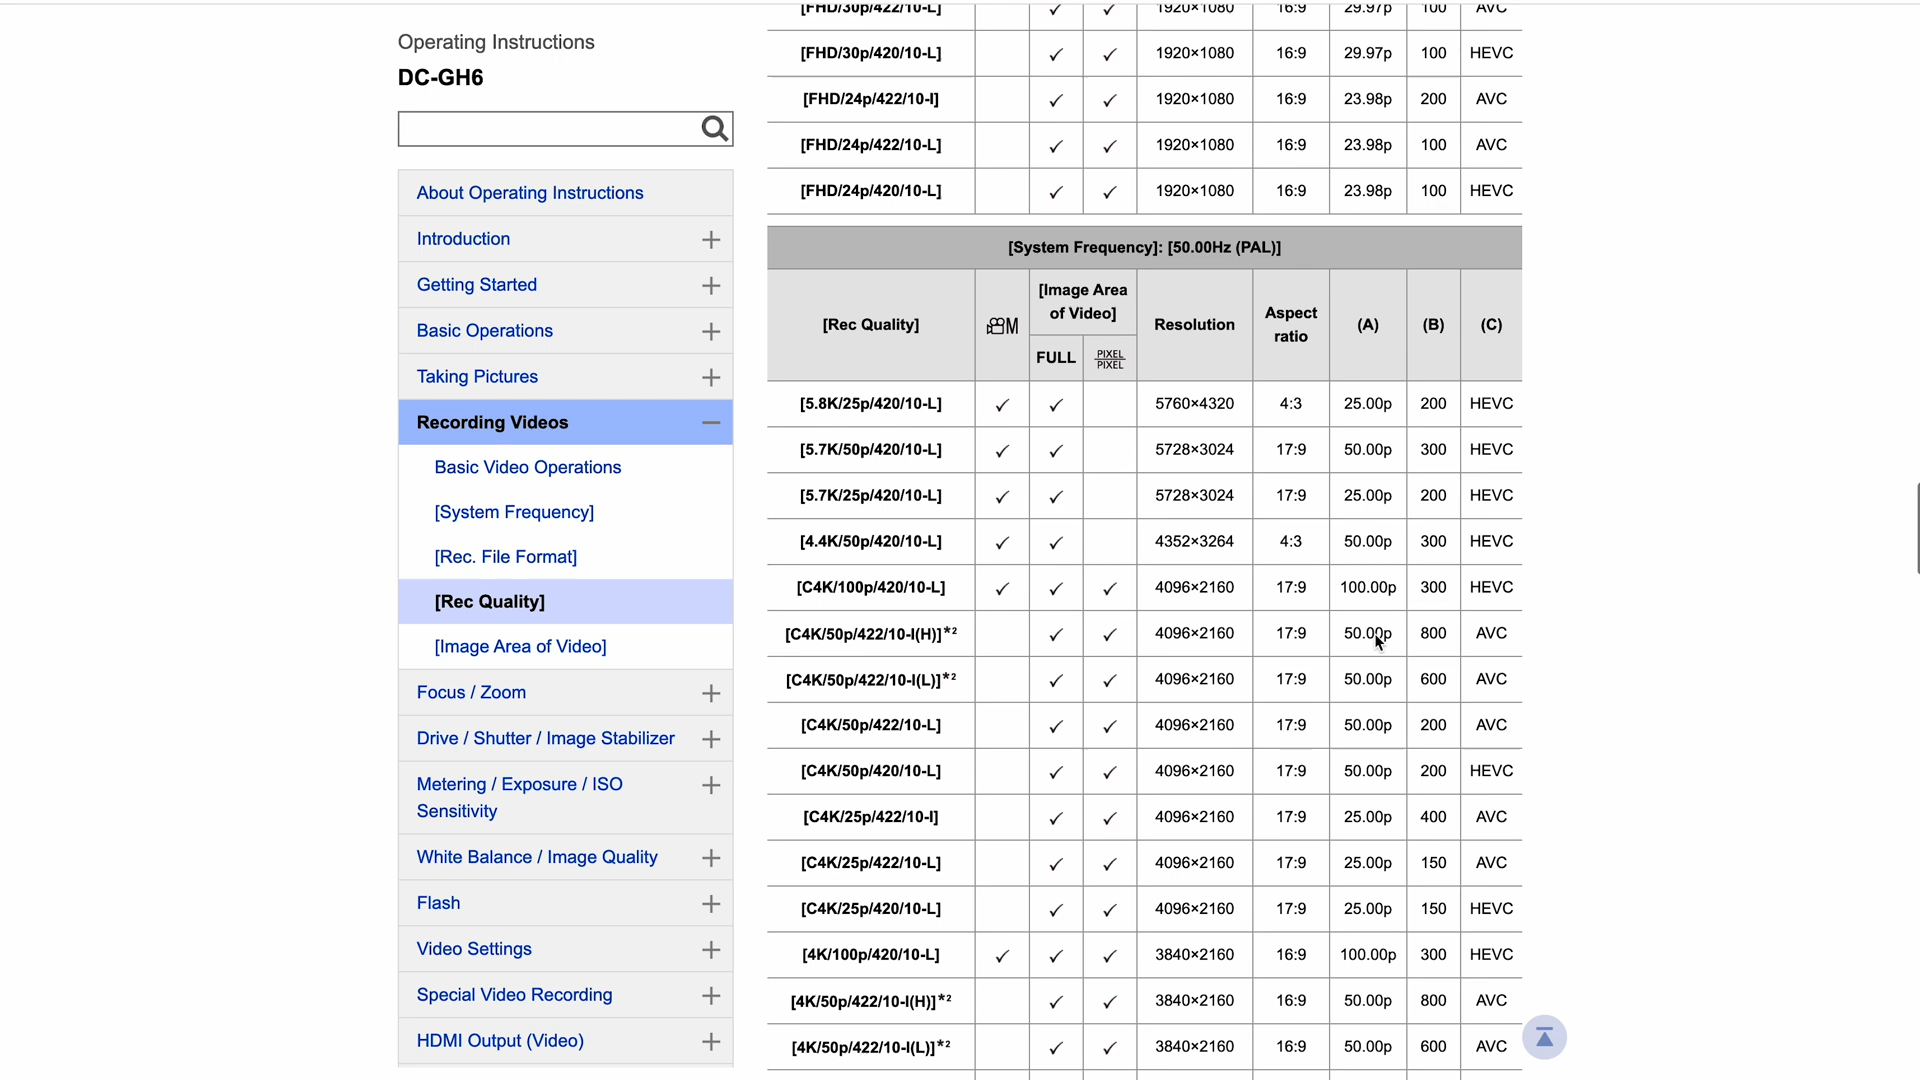 Operating Instructions
DC-GH6
About Operating Instructions
Introduction
Getting Started
Basic Operations
Taking Pictures
Recording Videos
Basic Video Operations
[System Frequency]
[Rec. File Format]
[Rec Quality]
[Image Area of Video]
Focus / Zoom
Drive / Shutter / Image Stabilizer
Metering / Exposure / ISO
Sensitivity
White Balance / Image Quality
Flash
Video Settings
Special Video Recording
HDMI Output (Video)
[FHD/30p/422/10-L] ✓ ✓ 1920×1080 16:9 29.97p 100 AVC
[FHD/30p/420/10-L] ✓ ✓ 1920×1080 16:9 29.97p 100 HEVC
[FHD/24p/422/10-I] ✓ ✓ 1920×1080 16:9 23.98p 200 AVC
[FHD/24p/422/10-L] ✓ ✓ 1920×1080 16:9 23.98p 100 AVC
[FHD/24p/420/10-L] ✓ ✓ 1920×1080 16:9 23.98p 100 HEVC
[System Frequency]: [50.00Hz (PAL)]
[Rec Quality] M [Image Area of Video] Resolution Aspect ratio (A) (B) (C)
FULL PIXEL PIXEL
[5.8K/25p/420/10-L] ✓ ✓ 5760×4320 4:3 25.00p 200 HEVC
[5.7K/50p/420/10-L] ✓ ✓ 5728×3024 17:9 50.00p 300 HEVC
[5.7K/25p/420/10-L] ✓ ✓ 5728×3024 17:9 25.00p 200 HEVC
[4.4K/50p/420/10-L] ✓ ✓ 4352×3264 4:3 50.00p 300 HEVC
[C4K/100p/420/10-L] ✓ ✓ ✓ 4096×2160 17:9 100.00p 300 HEVC
[C4K/50p/422/10-I(H)]*2 ✓ ✓ 4096×2160 17:9 50.00p 800 AVC
[C4K/50p/422/10-I(L)]*2 ✓ ✓ 4096×2160 17:9 50.00p 600 AVC
[C4K/50p/422/10-L] ✓ ✓ 4096×2160 17:9 50.00p 200 AVC
[C4K/50p/420/10-L] ✓ ✓ 4096×2160 17:9 50.00p 200 HEVC
[C4K/25p/422/10-I] ✓ ✓ 4096×2160 17:9 25.00p 400 AVC
[C4K/25p/422/10-L] ✓ ✓ 4096×2160 17:9 25.00p 150 AVC
[C4K/25p/420/10-L] ✓ ✓ 4096×2160 17:9 25.00p 150 HEVC
[4K/100p/420/10-L] ✓ ✓ ✓ 3840×2160 16:9 100.00p 300 HEVC
[4K/50p/422/10-I(H)]*2 ✓ ✓ 3840×2160 16:9 50.00p 800 AVC
[4K/50p/422/10-I(L)]*2 ✓ ✓ 3840×2160 16:9 50.00p 600 AVC